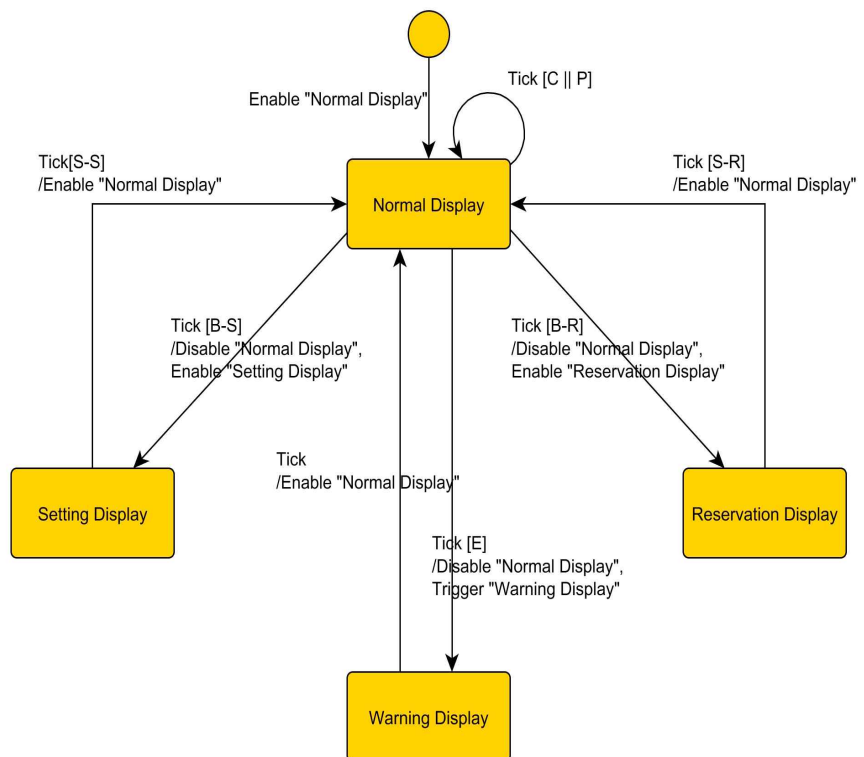 Tick [C || P]
Enable "Normal Display"
Tick[S-S]
/Enable "Normal Display"
Tick [S-R]
/Enable "Normal Display"
Normal Display
Tick [B-S]
/Disable "Normal Display",
Enable "Setting Display"
Tick [B-R]
/Disable "Normal Display",
Enable "Reservation Display"
Tick
/Enable "Normal Display"
Setting Display
Reservation Display
Tick [E]
/Disable "Normal Display",
Trigger "Warning Display"
Warning Display